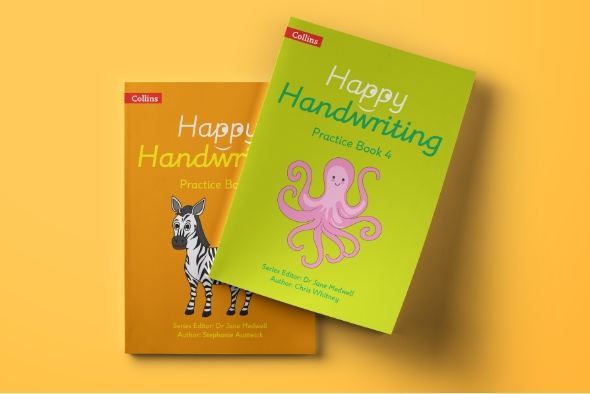 Collins
Happy
Handwri
Practice Bo
Series Editor: Dr Jane Medwell
Author: Stephanie Austwick
Collins
Happy
Handwriting
Practice Book 4
Series Editor: Dr Jane Medwell
Author: Chris Whitney